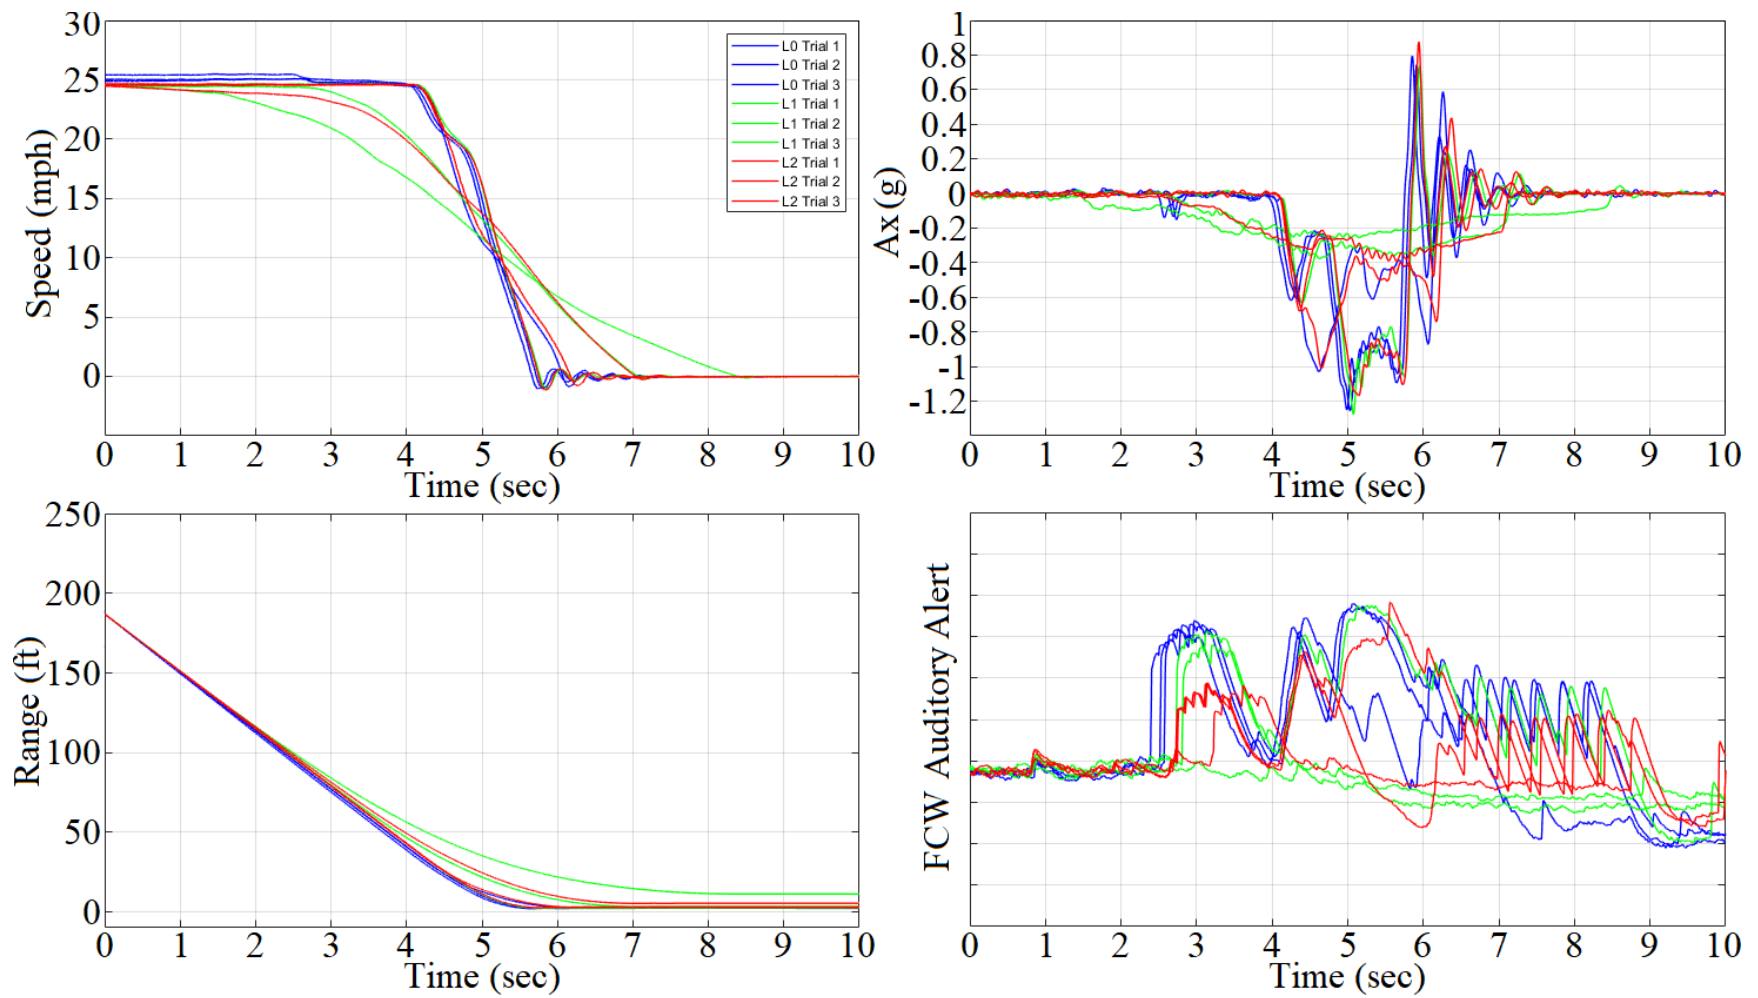 30
25
20
15
10
5
0
Speed (mph)
0 1 2 3 4 5 6 7 8 9 10
Time (sec)
L0 Trial 1
L0 Trial 2
L0 Trial 3
L1 Trial 1
L1 Trial 2
L1 Trial 3
L2 Trial 1
L2 Trial 2
L2 Trial 3
1
0.8
0.6
0.4
0.2
0
-0.2
-0.4
-0.6
-0.8
-1
-1.2
Ax (g)
0 1 2 3 4 5 6 7 8 9 10
Time (sec)
250
200
150
100
50
0
Range (ft)
0 1 2 3 4 5 6 7 8 9 10
Time (sec)
FCW Auditory Alert
0 1 2 3 4 5 6 7 8 9 10
Time (sec)